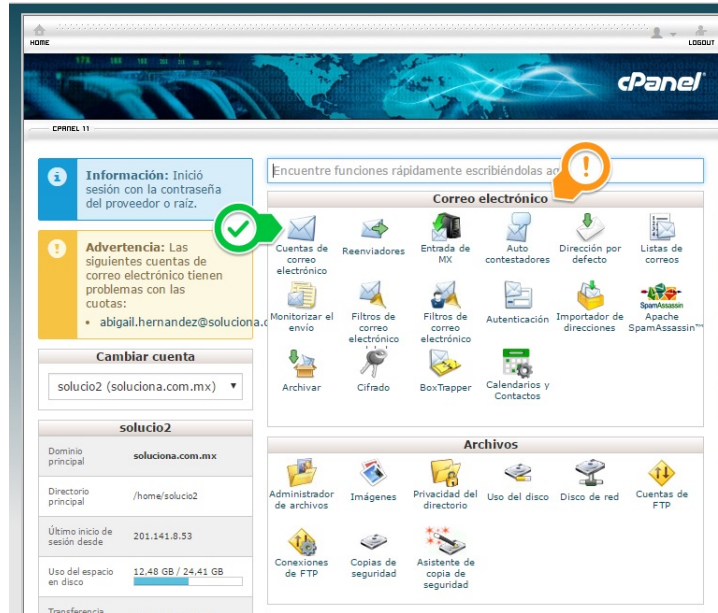 HOME
LOGOUT
cPanel
CPANEL 11
Información: Inició
sesión con la contraseña
del proveedor o raíz.
Advertencia: Las
siguientes cuentas de
correo electrónico tienen
problemas con las
cuotas:
abigail.hernandez@soluciona.c
Cambiar cuenta
solucio2 (soluciona.com.mx)
solucio2
Dominio
principal
soluciona.com.mx
Directorio
principal
/home/solucio2
Último inicio de
sesión desde
201.141.8.53
Uso del espacio
en disco
12,48 GB / 24,41 GB
Transferencia
Encuentre funciones rápidamente escribiéndolas aq
Correo electrónico
Cuentas de
correo
electrónico
Reenviadores
Entrada de
MX
Auto
contestadores
Dirección por
defecto
Listas de
correos
Monitorizar el
envío
Filtros de
correo
electrónico
Filtros de
correo
electrónico
Autenticación
Importador de
direcciones
SpamAssassin
Apache
SpamAssassin™
Archivar
Cifrado
BoxTrapper
Calendarios y
Contactos
Archivos
Administrador
de archivos
Imágenes
Privacidad del
directorio
Uso del disco
Disco de red
Cuentas de
FTP
Conexiones
de FTP
Copias de
seguridad
Asistente de
copia de
seguridad